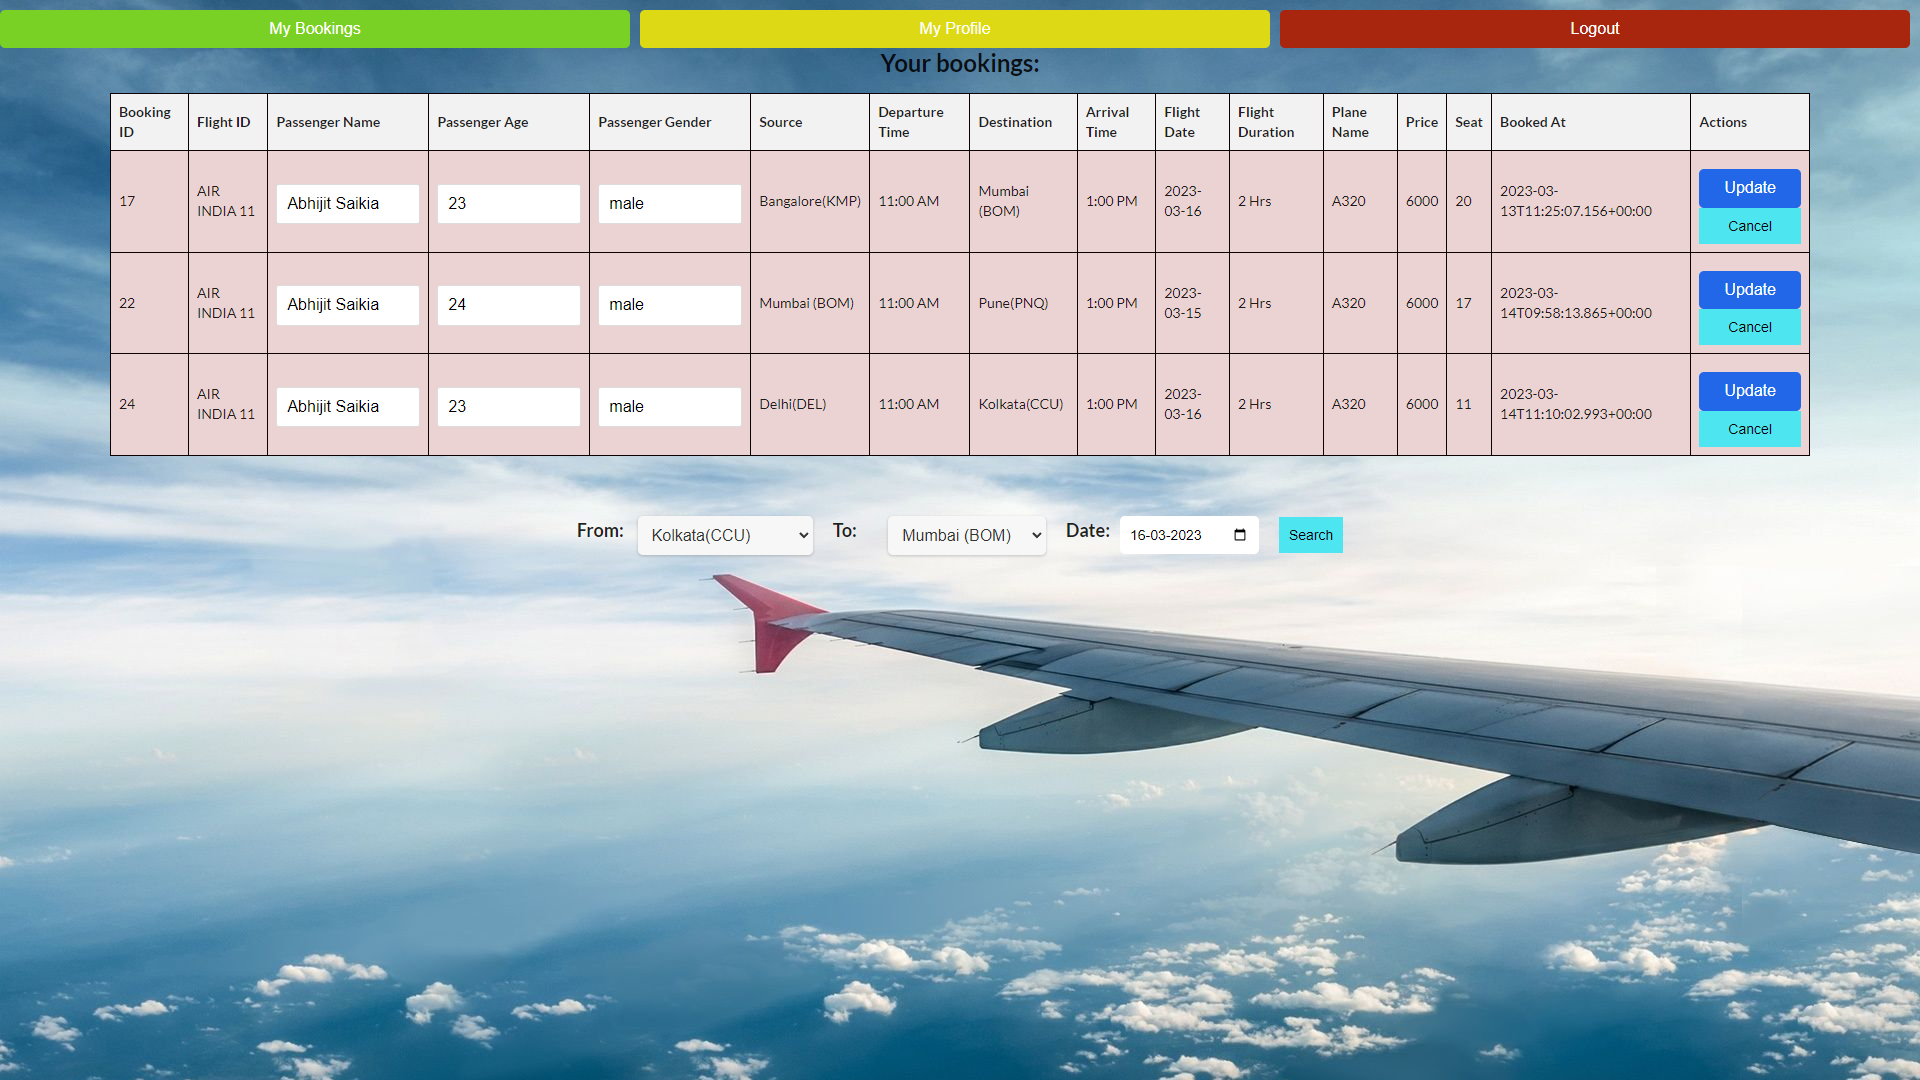 My Bookings My Profile Logout
Your bookings:
Booking ID Flight ID Passenger Name Passenger Age Passenger Gender Source Departure Time Destination Arrival Time Flight Date Flight Duration Plane Name Price Seat Booked At Actions
17 AIR INDIA 11 Abhijit Saikia 23 male Bangalore(KMP) 11:00 AM Mumbai (BOM) 1:00 PM 2023-03-16 2 Hrs A320 6000 20 2023-03-13T11:25:07.156+00:00 Update Cancel
22 AIR INDIA 11 Abhijit Saikia 24 male Mumbai (BOM) 11:00 AM Pune(PNQ) 1:00 PM 2023-03-15 2 Hrs A320 6000 17 2023-03-14T09:58:13.865+00:00 Update Cancel
24 AIR INDIA 11 Abhijit Saikia 23 male Delhi(DEL) 11:00 AM Kolkata(CCU) 1:00 PM 2023-03-16 2 Hrs A320 6000 11 2023-03-14T11:10:02.993+00:00 Update Cancel
From: Kolkata(CCU) To: Mumbai (BOM) Date: 16-03-2023 Search